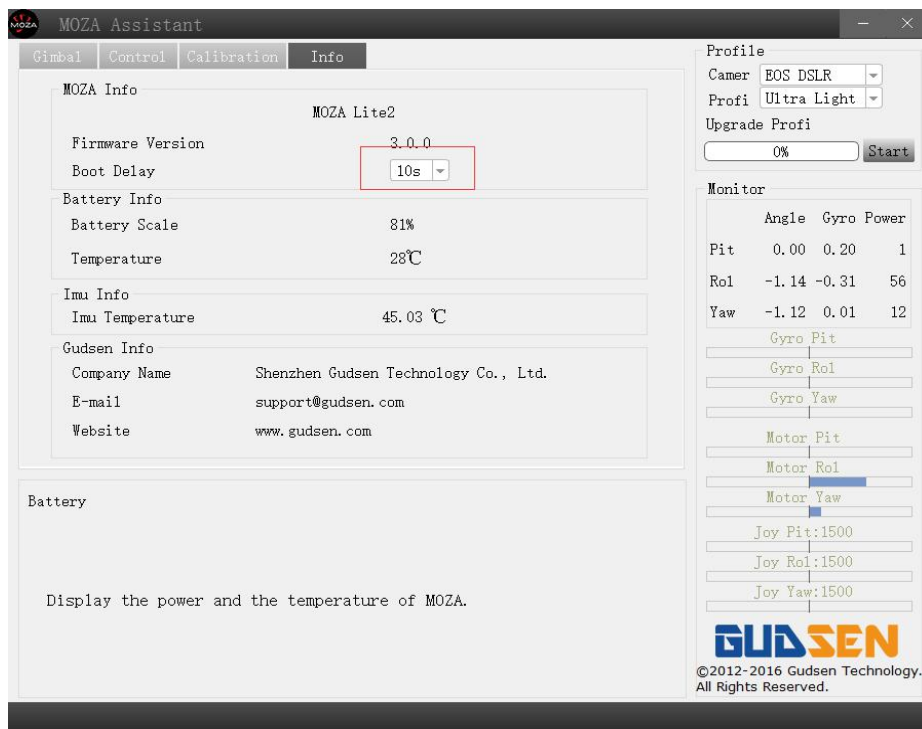 MOZA
MOZA Assistant
Gimbal
Control
Calibration
Info
MOZA Info
MOZA Lite2
Firmware Version 3.0.0
Boot Delay 10s
Battery Info
Battery Scale 81%
Temperature 28℃
Imu Info
Imu Temperature 45.03 ℃
Gudsen Info
Company Name Shenzhen Gudsen Technology Co., Ltd.
E-mail support@gudsen.com
Website www.gudsen.com
Battery
Display the power and the temperature of MOZA.
Profile
Camer EOS DSLR
Profi Ultra Light
Upgrade Profi
0% Start
Monitor
Angle Gyro Power
Pit 0.00 0.20 1
Rol -1.14 -0.31 56
Yaw -1.12 0.01 12
Gyro Pit
Gyro Rol
Gyro Yaw
Motor Pit
Motor Rol
Motor Yaw
Joy Pit:1500
Joy Rol:1500
Joy Yaw:1500
GUDSEN
©2012-2016 Gudsen Technology.
All Rights Reserved.